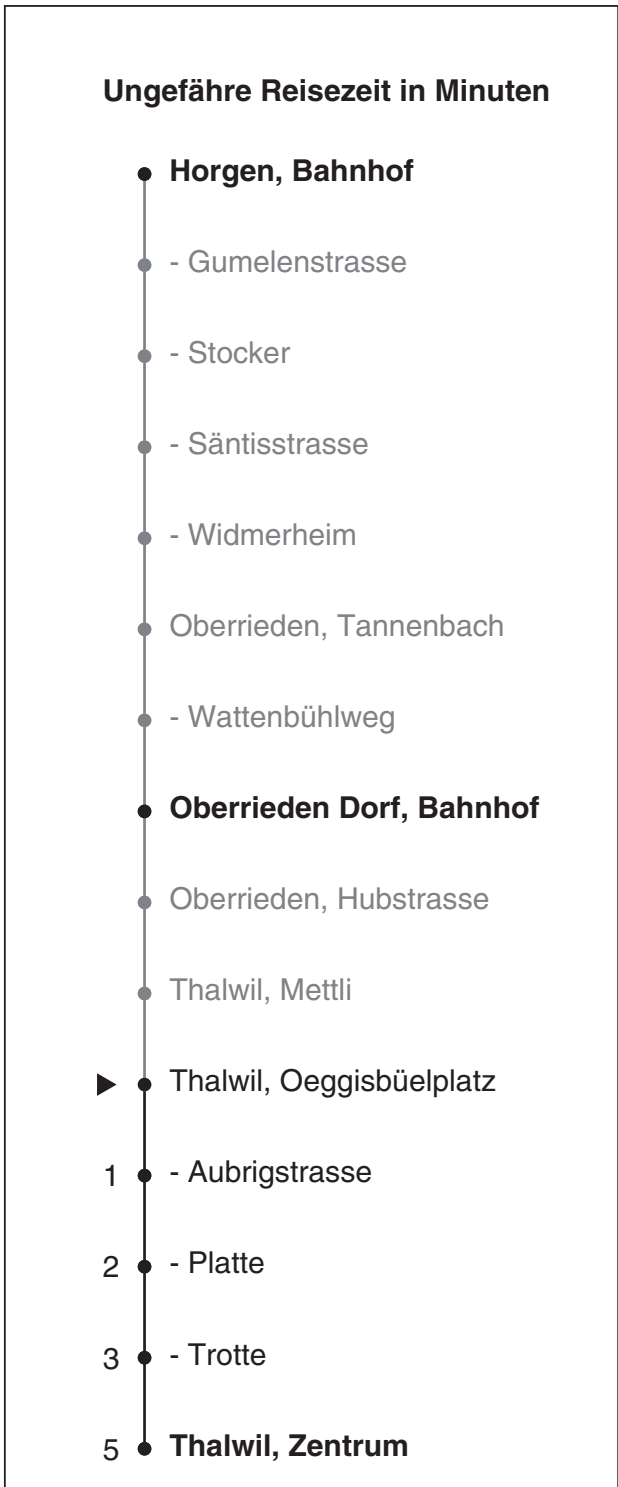 Ungefähre Reisezeit in Minuten
Horgen, Bahnhof
- Gumelenstrasse
- Stocker
- Säntisstrasse
- Widmerheim
Oberrieden, Tannenbach
- Wattenbühlweg
Oberrieden Dorf, Bahnhof
Oberrieden, Hubstrasse
Thalwil, Mettli
Thalwil, Oeggisbüelplatz
1 - Aubrigstrasse
2 - Platte
3 - Trotte
5 Thalwil, Zentrum